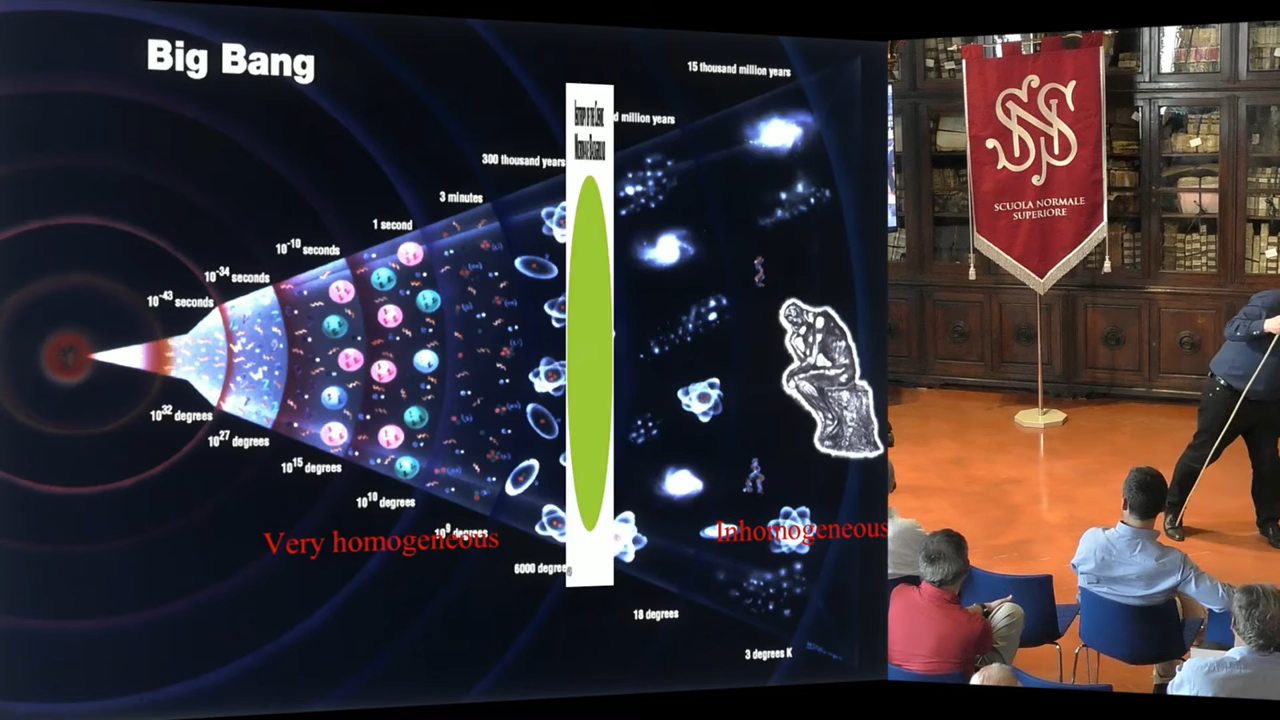 Big Bang
15 thousand million years
d million years
300 thousand years
3 minutes
1 second
10⁻¹⁰ seconds
10⁻³⁴ seconds
10⁻⁴³ seconds
10³² degrees
10²⁷ degrees
10¹⁵ degrees
10¹⁰ degrees
10⁹ degrees
6000 degrees
18 degrees
3 degrees K
Very homogeneous
Inhomogeneous
SNS
SCUOLA NORMALE
SUPERIORE